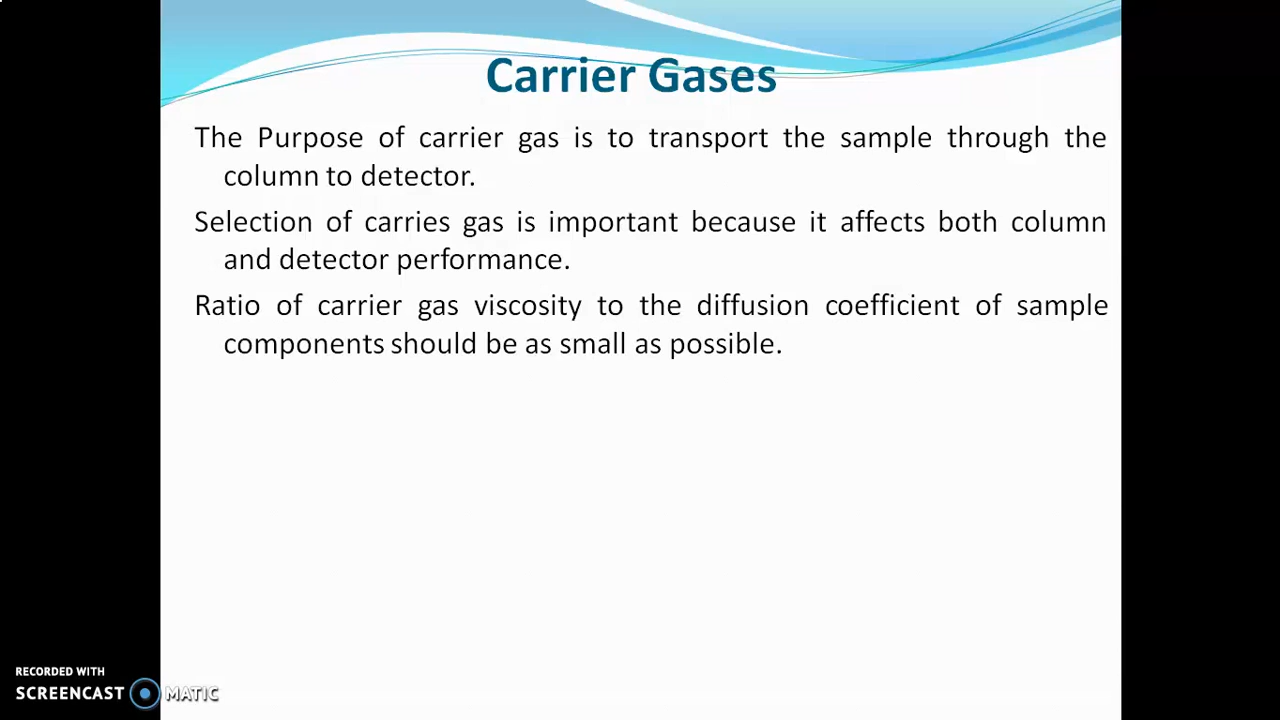 Carrier Gases
The Purpose of carrier gas is to transport the sample through the
column to detector.
Selection of carries gas is important because it affects both column
and detector performance.
Ratio of carrier gas viscosity to the diffusion coefficient of sample
components should be as small as possible.
RECORDED WITH
SCREENCAST MATIC